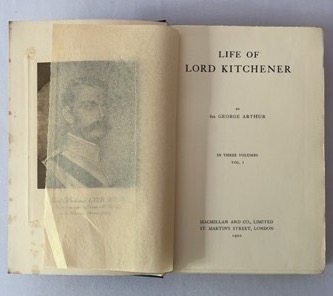 LIFE OF
LORD KITCHENER
BY
Sir GEORGE ARTHUR
IN THREE VOLUMES
VOL. I
MACMILLAN AND CO., LIMITED
ST. MARTIN'S STREET, LONDON
1920